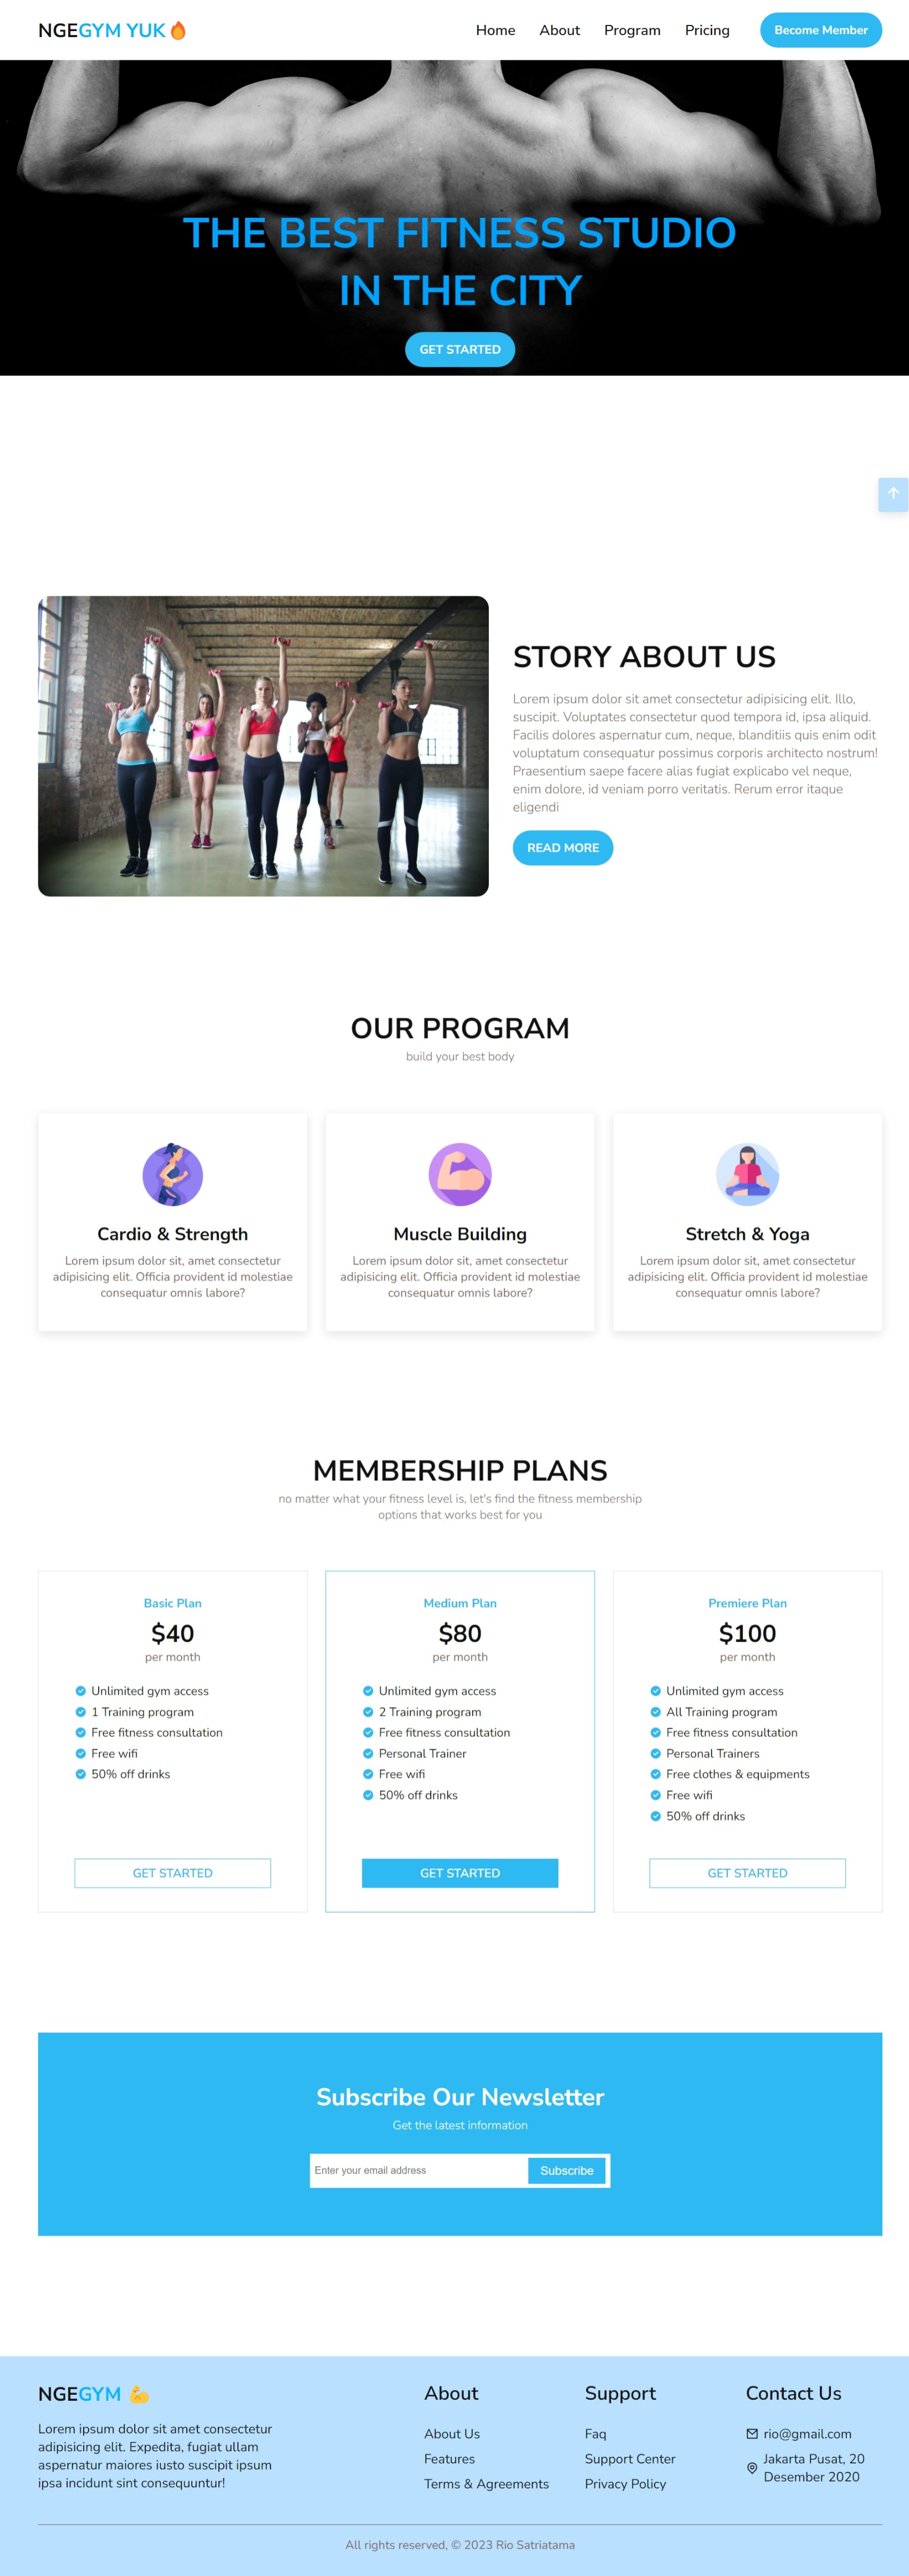 NGEGYM YUK
Home
About
Program
Pricing
Become Member
THE BEST FITNESS STUDIO
IN THE CITY
GET STARTED
STORY ABOUT US
Lorem ipsum dolor sit amet consectetur adipisicing elit. Illo,
suscipit. Voluptates consectetur quod tempora id, ipsa aliquid.
Facilis dolores aspernatur cum, neque, blanditiis quis enim odit
voluptatum consequatur possimus corporis architecto nostrum!
Praesentium saepe facere alias fugiat explicabo vel neque,
enim dolore, id veniam porro veritatis. Rerum error itaque
eligendi
READ MORE
OUR PROGRAM
build your best body
Cardio & Strength
Lorem ipsum dolor sit, amet consectetur
adipisicing elit. Officia provident id molestiae
consequatur omnis labore?
Muscle Building
Lorem ipsum dolor sit, amet consectetur
adipisicing elit. Officia provident id molestiae
consequatur omnis labore?
Stretch & Yoga
Lorem ipsum dolor sit, amet consectetur
adipisicing elit. Officia provident id molestiae
consequatur omnis labore?
MEMBERSHIP PLANS
no matter what your fitness level is, let's find the fitness membership
options that works best for you
Basic Plan
$40
per month
Unlimited gym access
1 Training program
Free fitness consultation
Free wifi
50% off drinks
GET STARTED
Medium Plan
$80
per month
Unlimited gym access
2 Training program
Free fitness consultation
Personal Trainer
Free wifi
50% off drinks
GET STARTED
Premiere Plan
$100
per month
Unlimited gym access
All Training program
Free fitness consultation
Personal Trainers
Free clothes & equipments
Free wifi
50% off drinks
GET STARTED
Subscribe Our Newsletter
Get the latest information
Enter your email address
Subscribe
NGEGYM
Lorem ipsum dolor sit amet consectetur
adipisicing elit. Expedita, fugiat ullam
aspernatur maiores iusto suscipit ipsum
ipsa incidunt sint consequuntur!
About
About Us
Features
Terms & Agreements
Support
Faq
Support Center
Privacy Policy
Contact Us
rio@gmail.com
Jakarta Pusat, 20
Desember 2020
All rights reserved, © 2023 Rio Satriatama